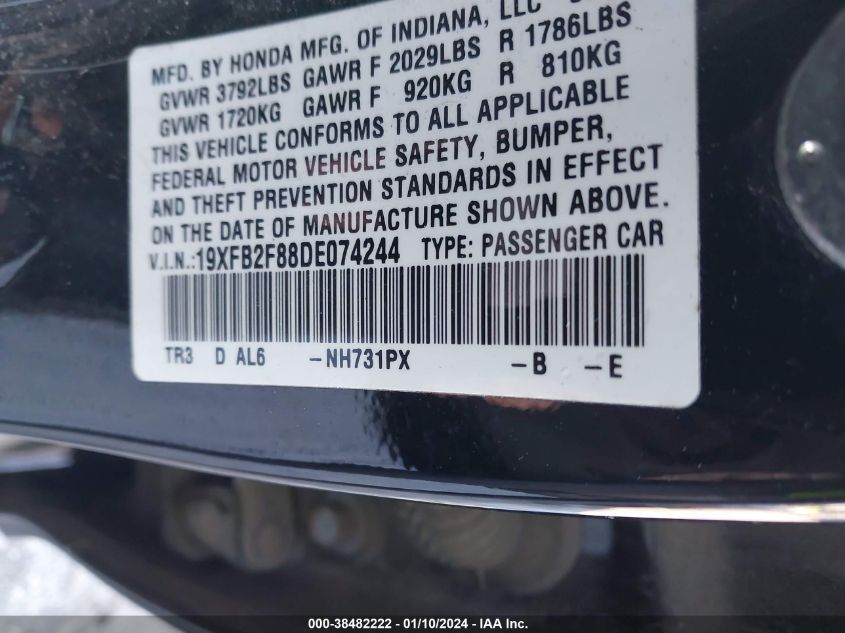 MFD. BY HONDA MFG. OF INDIANA, LLC
GVWR 3792LBS GAWR F 2029LBS R 1786LBS
GVWR 1720KG GAWR F 920KG R 810KG
THIS VEHICLE CONFORMS TO ALL APPLICABLE
FEDERAL MOTOR VEHICLE SAFETY, BUMPER,
AND THEFT PREVENTION STANDARDS IN EFFECT
ON THE DATE OF MANUFACTURE SHOWN ABOVE.
V.I.N.:19XFB2F88DE074244 TYPE: PASSENGER CAR
TR3 D AL6 -NH731PX -B -E
000-38482222 - 01/10/2024 - IAA Inc.